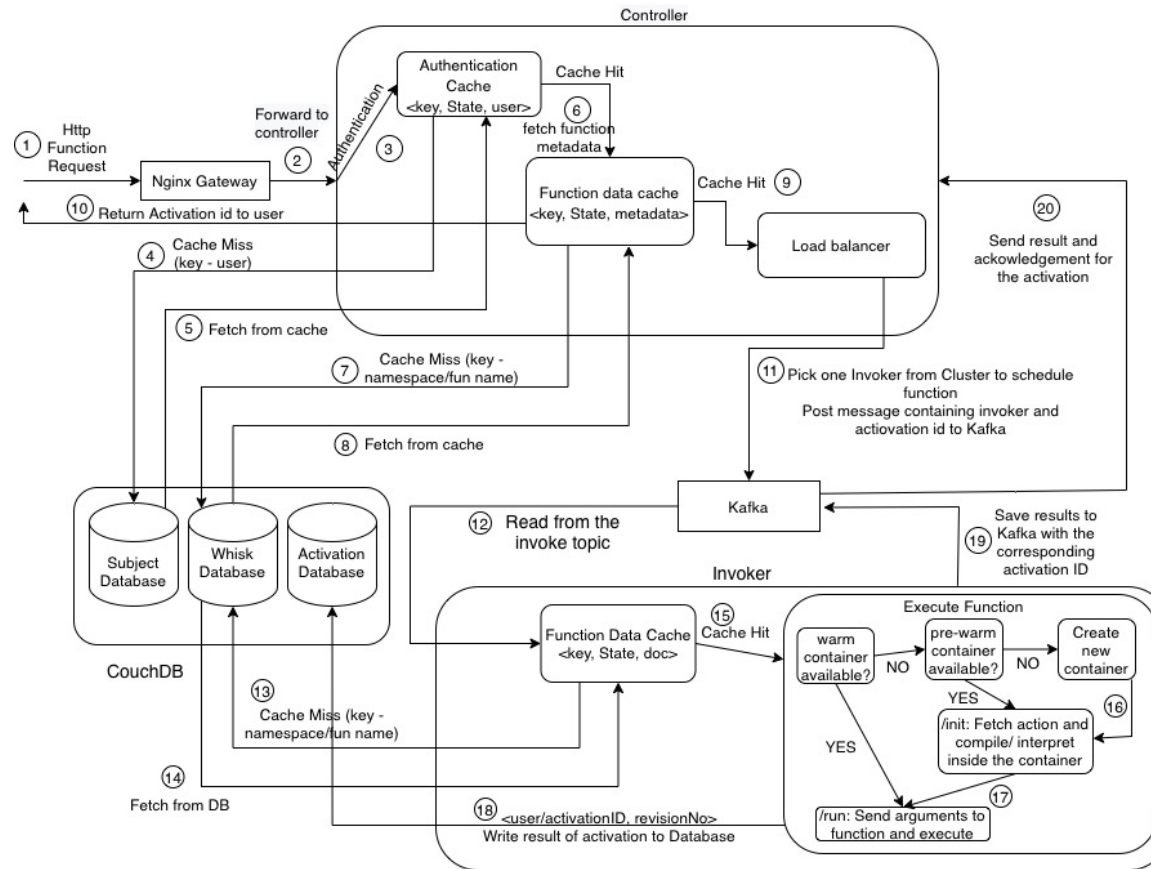 Controller
Authentication
Cache
<key, State, user>
Cache Hit
6
fetch function
metadata
Http
1
Function
Request
Forward to
controller
2
Authentication
3
Nginx Gateway
Function data cache
<key, State, metadata>
Cache Hit
9
10
Return Activation id to user
Load balancer
20
Send result and
ackowledgement for
the activation
4
Cache Miss
(key - user)
5
Fetch from cache
7
Cache Miss (key -
namespace/fun name)
8
Fetch from cache
11
Pick one Invoker from Cluster to schedule
function
Post message containing invoker and
actiovation id to Kafka
Kafka
12
Read from the
invoke topic
19
Save results to
Kafka with the
corresponding
activation ID
Subject
Database
Whisk
Database
Activation
Database
CouchDB
Invoker
Function Data Cache
<key, State, doc>
15
Cache Hit
Execute Function
warm
container
available?
NO
pre-warm
container
available?
NO
Create
new
container
YES
16
/init: Fetch action and
compile/ interpret
inside the container
YES
17
/run: Send arguments to
function and execute
13
Cache Miss (key -
namespace/fun name)
14
Fetch from DB
18
<user/activationID, revisionNo>
Write result of activation to Database